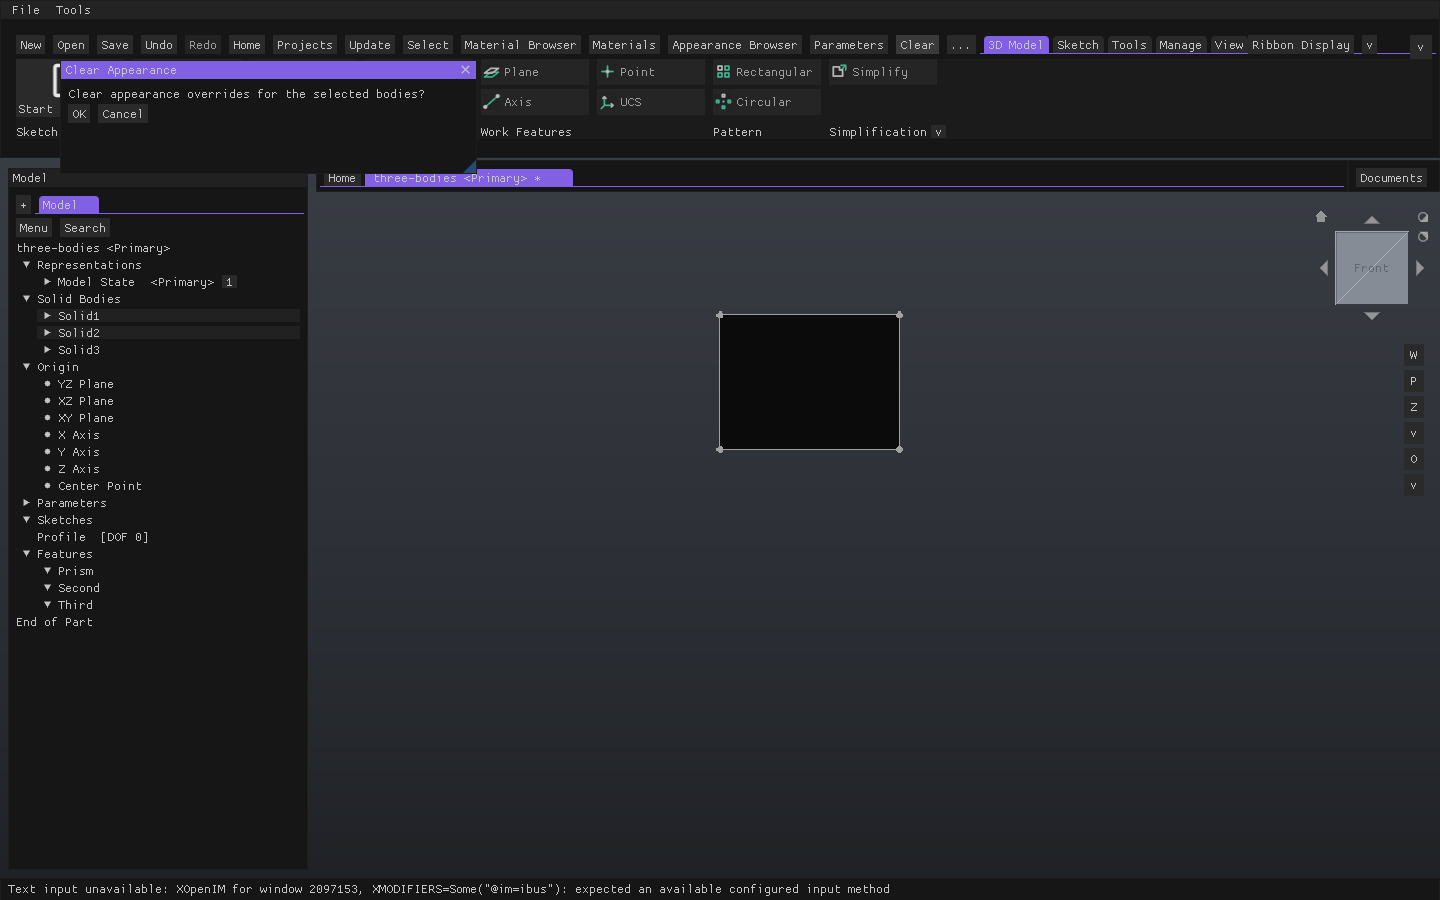 File Tools
New Open Save Undo Redo Home Projects Update Select Material Browser Materials Appearance Browser Parameters Clear ... 3D Model Sketch Tools Manage View Ribbon Display v v
Clear Appearance
Plane Point Rectangular Simplify
Clear appearance overrides for the selected bodies?
Start Axis UCS Circular
OK Cancel
Sketch Work Features Pattern Simplification v
Model Home three-bodies <Primary> * Documents
+ Model
Menu Search
three-bodies <Primary>
Representations
Model State <Primary> 1
Solid Bodies
Solid1
Solid2
Solid3
Origin
YZ Plane
XZ Plane
XY Plane
X Axis
Y Axis
Z Axis
Center Point
Parameters
Sketches
Profile [DOF 0]
Features
Prism
Second
Third
End of Part
Front
W
P
Z
v
O
v
Text input unavailable: XOpenIM for window 2097153, XMODIFIERS=Some("@im=ibus"): expected an available configured input method